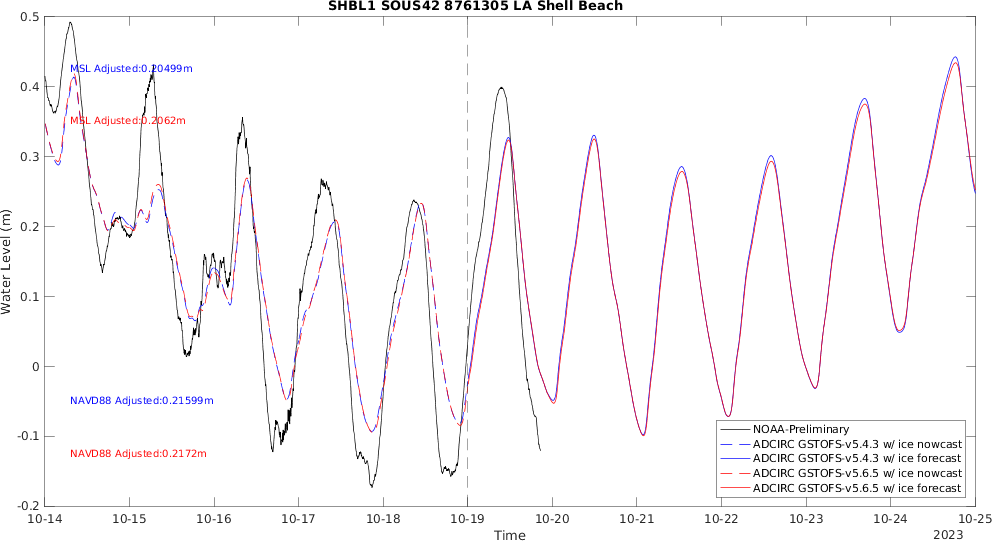 SHBL1 SOUS42 8761305 LA Shell Beach
0.5
0.4
0.3
0.2
0.1
0
-0.1
-0.2
Water Level (m)
MSL Adjusted:0.20499m
MSL Adjusted:0.2062m
NAVD88 Adjusted:0.21599m
NAVD88 Adjusted:0.2172m
NOAA-Preliminary
ADCIRC GSTOFS-v5.4.3 w/ ice nowcast
ADCIRC GSTOFS-v5.4.3 w/ ice forecast
ADCIRC GSTOFS-v5.6.5 w/ ice nowcast
ADCIRC GSTOFS-v5.6.5 w/ ice forecast
10-14 10-15 10-16 10-17 10-18 10-19 10-20 10-21 10-22 10-23 10-24 10-25
Time
2023